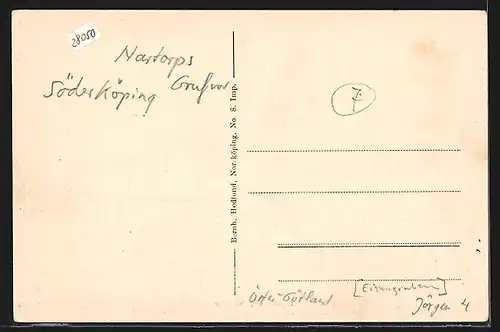 28050
Nartorps
Söderköping Grufvor
7
Bernh. Hedlund, Norrköping, No. 8. Imp.
Öster-Götland
[Eisengruben]
Jörgen 4